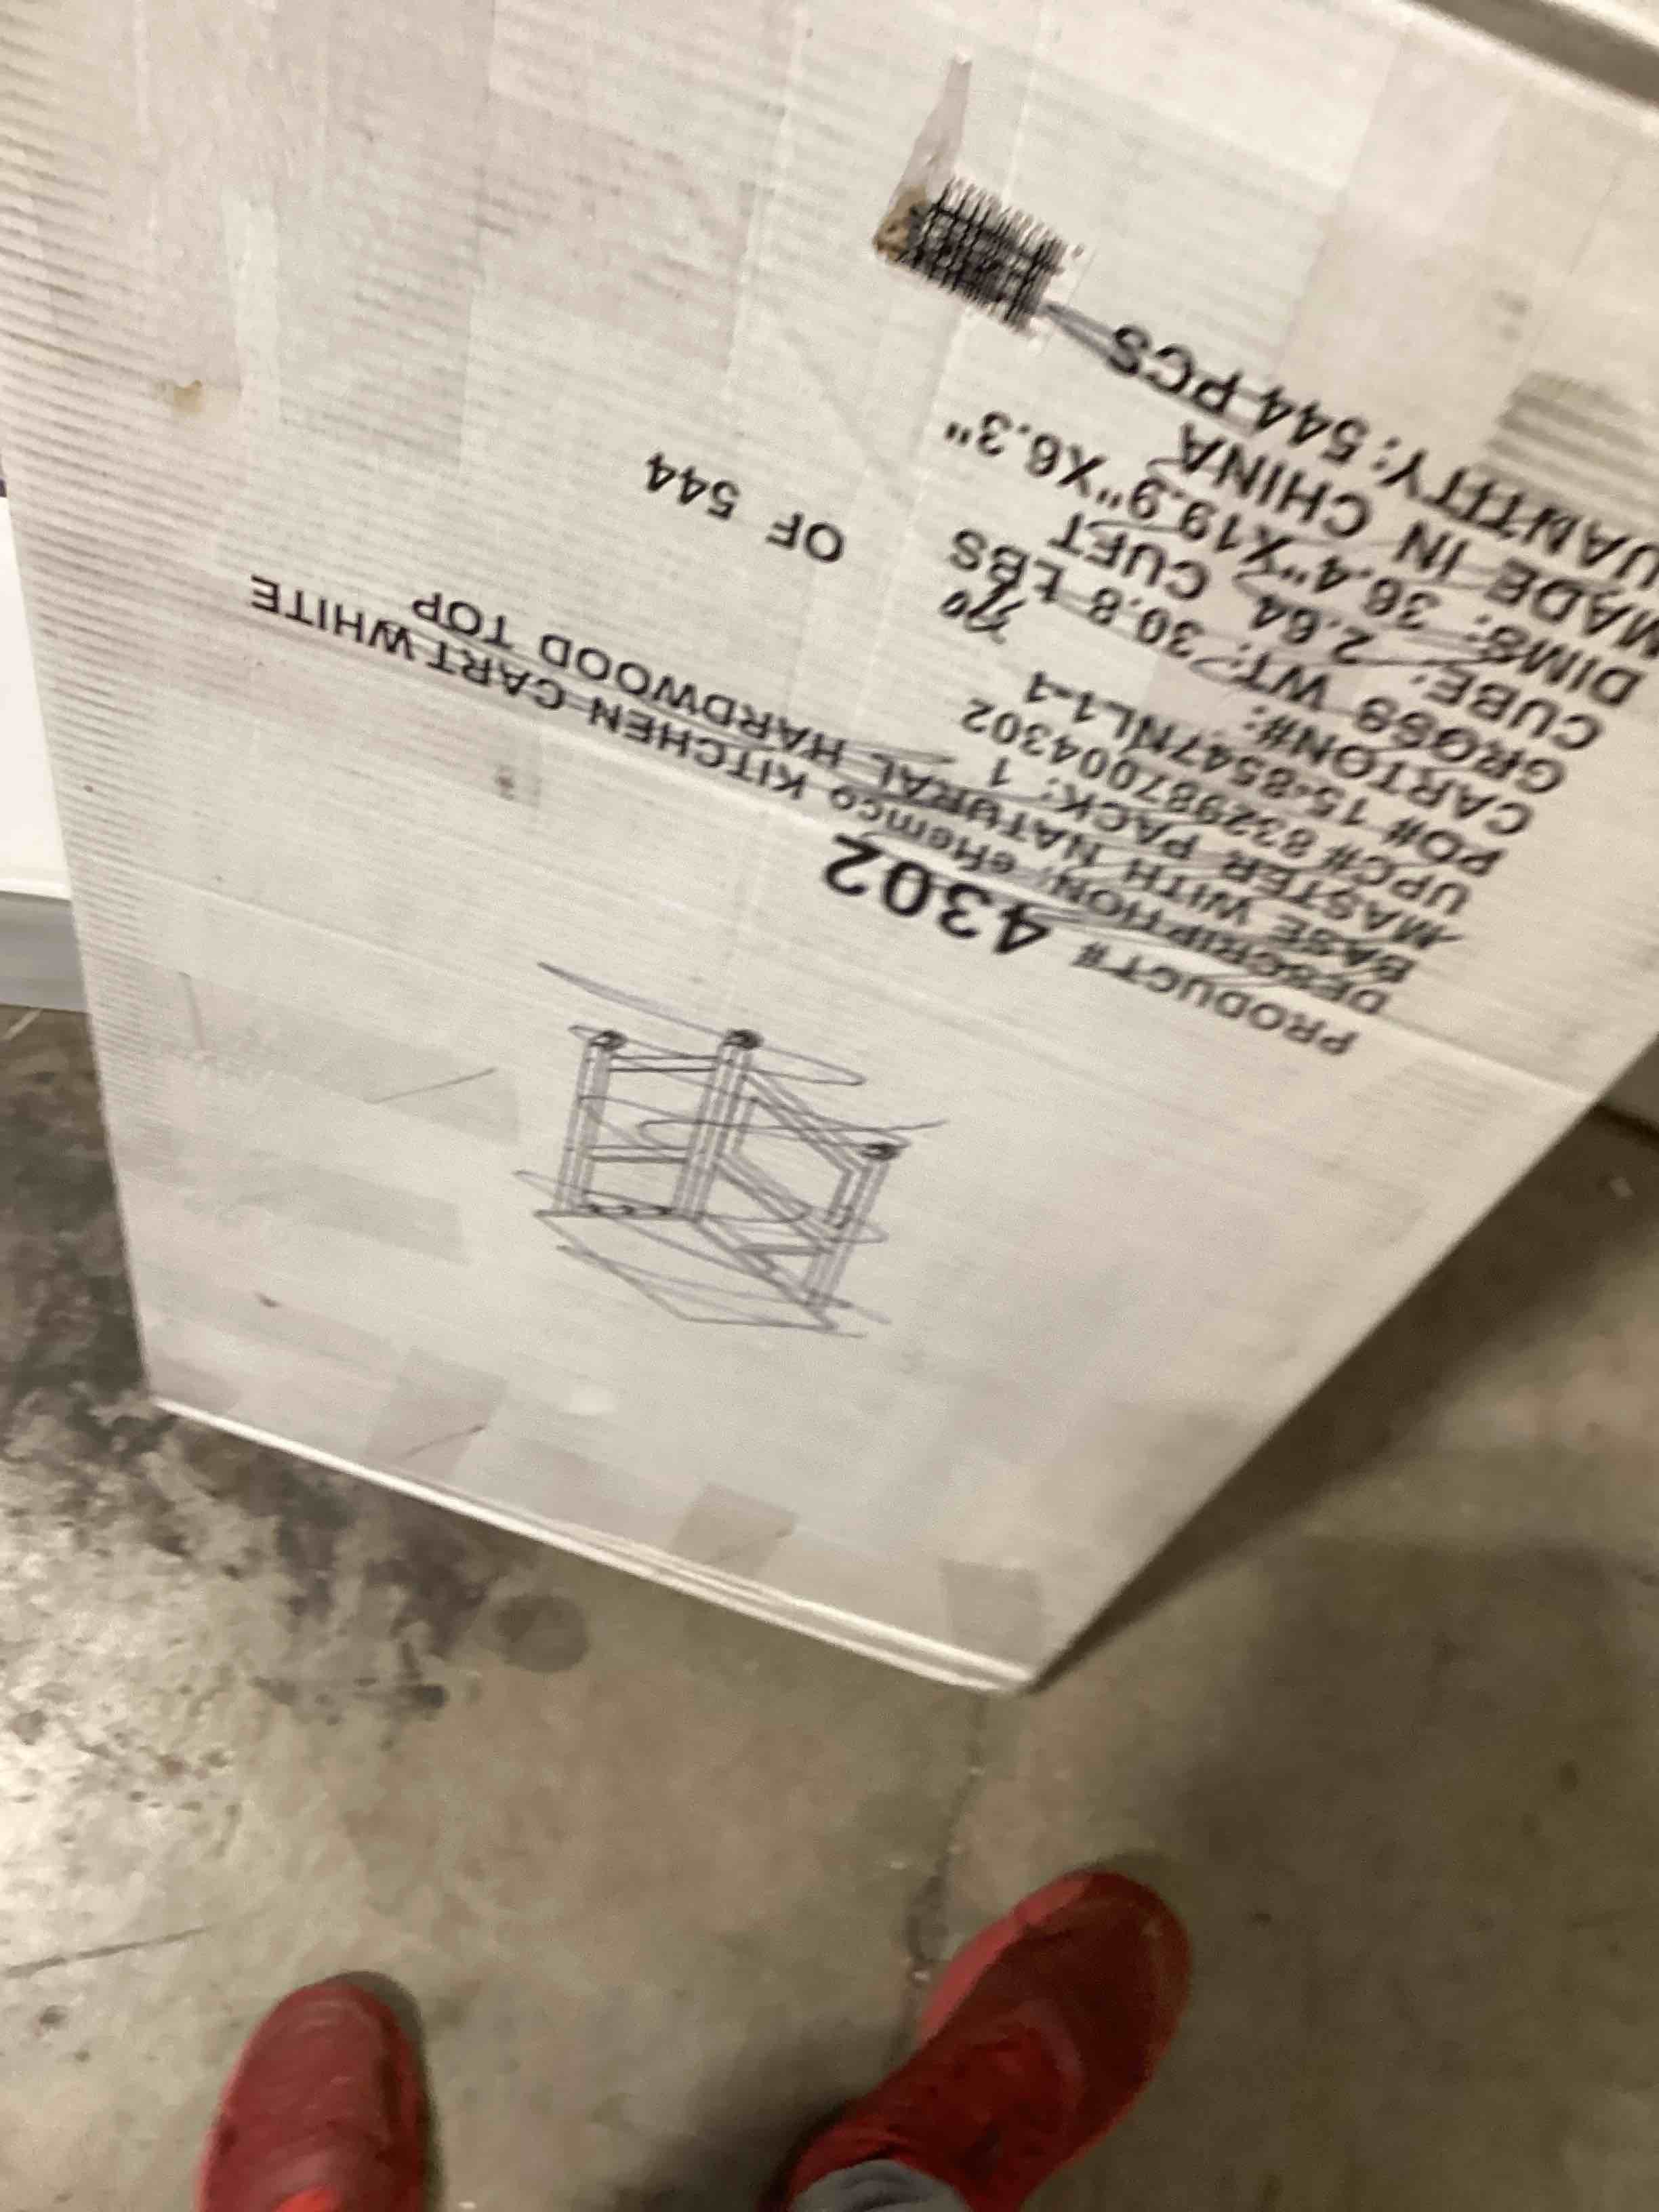 PRODUCT# 4302
DESCRIPTION: eHemco KITCHEN CART WHITE
BASE WITH NATURAL HARDWOOD TOP
MASTER PACK: 1
UPC# 832987004302
PO# 15-8547NL1-1
CARTON#: OF 544
GROSS WT: 30.8 LBS
CUBE: 2.64 CUFT
DIMS: 36.4"X19.9"X6.3"
MADE IN CHINA
UANTITY: 544 PCS